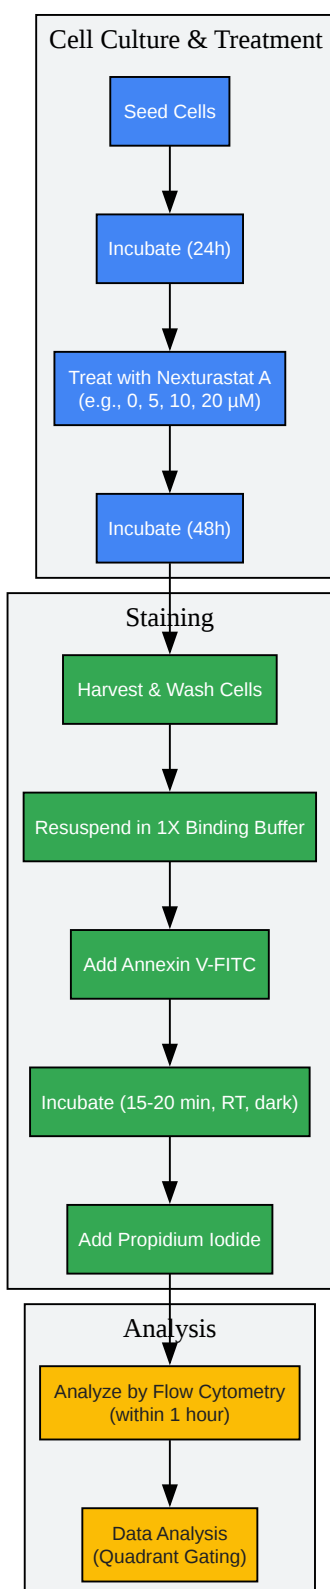 Cell Culture & Treatment
Seed Cells
Incubate (24h)
Treat with Nexturastat A
(e.g., 0, 5, 10, 20 µM)
Incubate (48h)
Staining
Harvest & Wash Cells
Resuspend in 1X Binding Buffer
Add Annexin V-FITC
Incubate (15-20 min, RT, dark)
Add Propidium Iodide
Analysis
Analyze by Flow Cytometry
(within 1 hour)
Data Analysis
(Quadrant Gating)